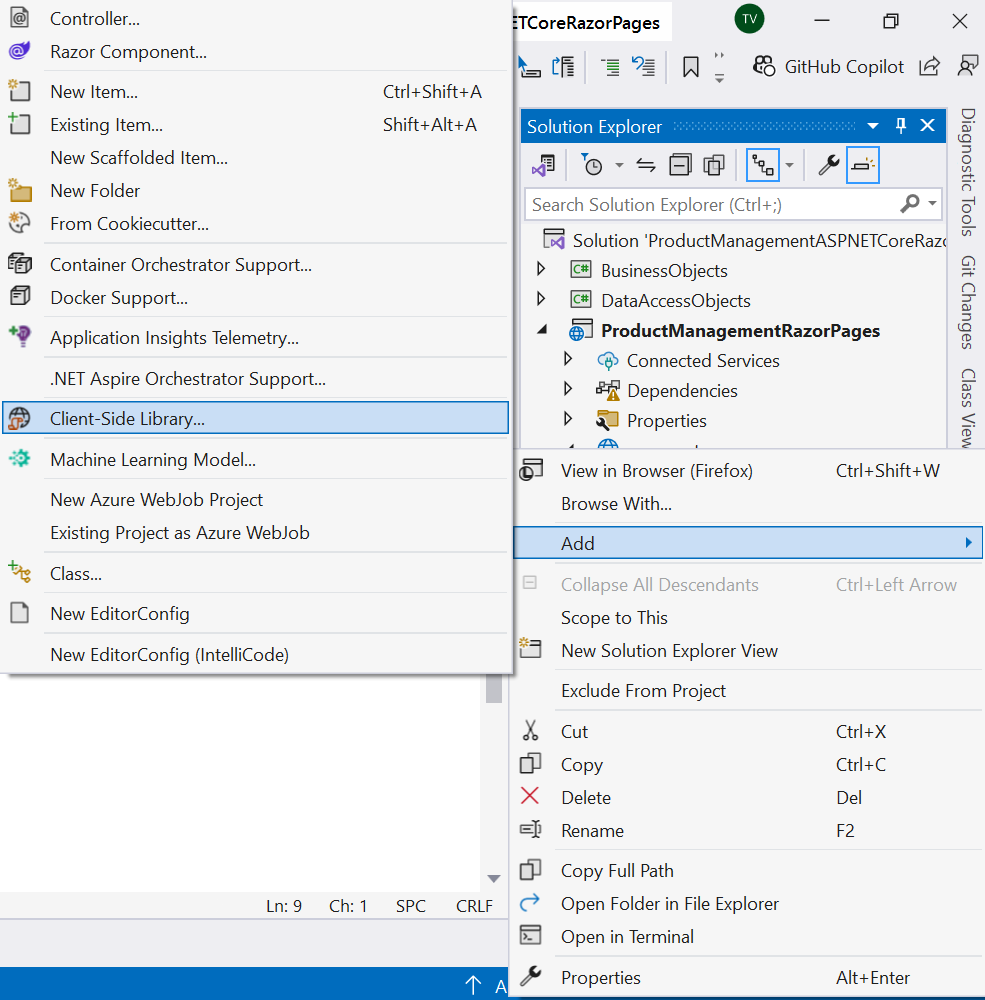 Controller...
Razor Component...
New Item... Ctrl+Shift+A
Existing Item... Shift+Alt+A
New Scaffolded Item...
New Folder
From Cookiecutter...
Container Orchestrator Support...
Docker Support...
Application Insights Telemetry...
.NET Aspire Orchestrator Support...
Client-Side Library...
Machine Learning Model...
New Azure WebJob Project
Existing Project as Azure WebJob
Class...
New EditorConfig
New EditorConfig (IntelliCode)
Ln: 9 Ch: 1 SPC CRLF
A
ETCoreRazorPages
TV
GitHub Copilot
Solution Explorer
Search Solution Explorer (Ctrl+;)
Solution 'ProductManagementASPNETCoreRazo
C# BusinessObjects
C# DataAccessObjects
ProductManagementRazorPages
Connected Services
Dependencies
Properties
Diagnostic Tools
Git Changes
Class View
View in Browser (Firefox) Ctrl+Shift+W
Browse With...
Add
Collapse All Descendants Ctrl+Left Arrow
Scope to This
New Solution Explorer View
Exclude From Project
Cut Ctrl+X
Copy Ctrl+C
Delete Del
Rename F2
Copy Full Path
Open Folder in File Explorer
Open in Terminal
Properties Alt+Enter